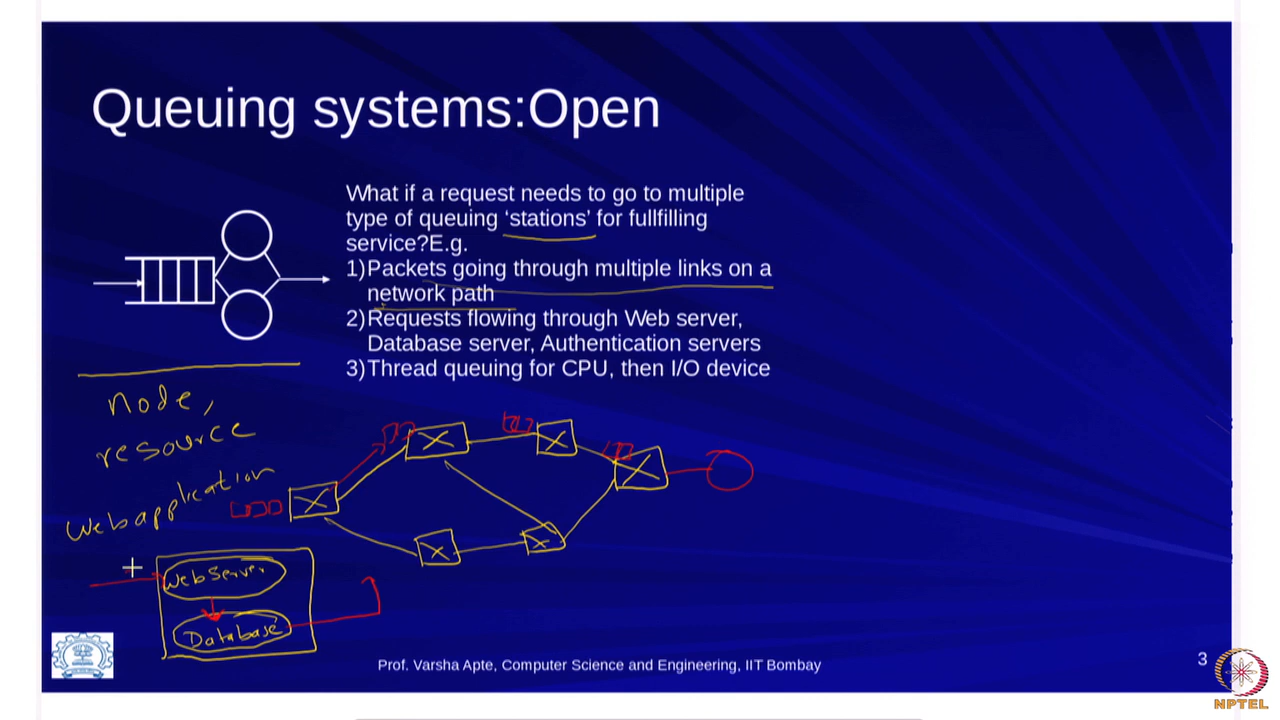 Queuing systems:Open
What if a request needs to go to multiple
type of queuing ‘stations’ for fullfilling
service?E.g.
1)Packets going through multiple links on a
network path
2)Requests flowing through Web server,
Database server, Authentication servers
3)Thread queuing for CPU, then I/O device
node,
resource
Webapplication
WebServer
Database
Prof. Varsha Apte, Computer Science and Engineering, IIT Bombay
3
NPTEL